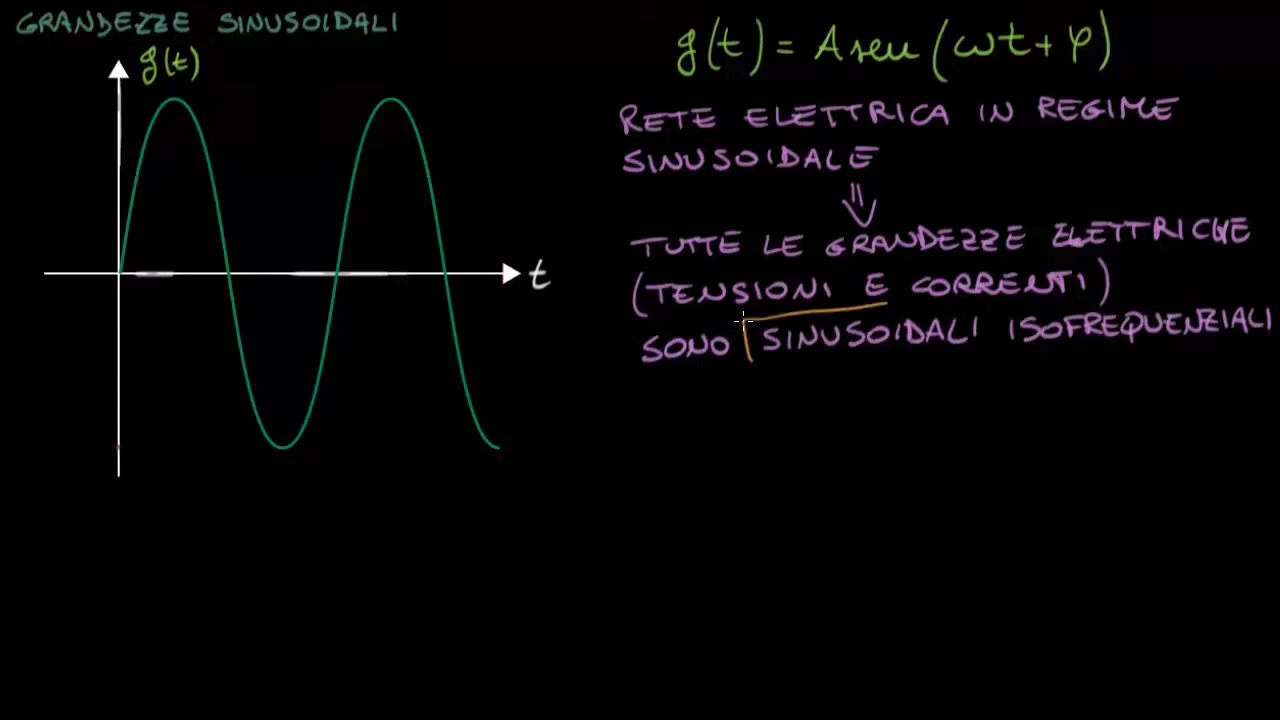 GRANDEZZE SINUSOIDALI
g(t)
t
g(t) = A sen (ωt + φ)
RETE ELETTRICA IN REGIME
SINUSOIDALE
⇓
TUTTE LE GRANDEZZE ELETTRICHE
(TENSIONI E CORRENTI)
SONO SINUSOIDALI ISOFREQUENZIALI